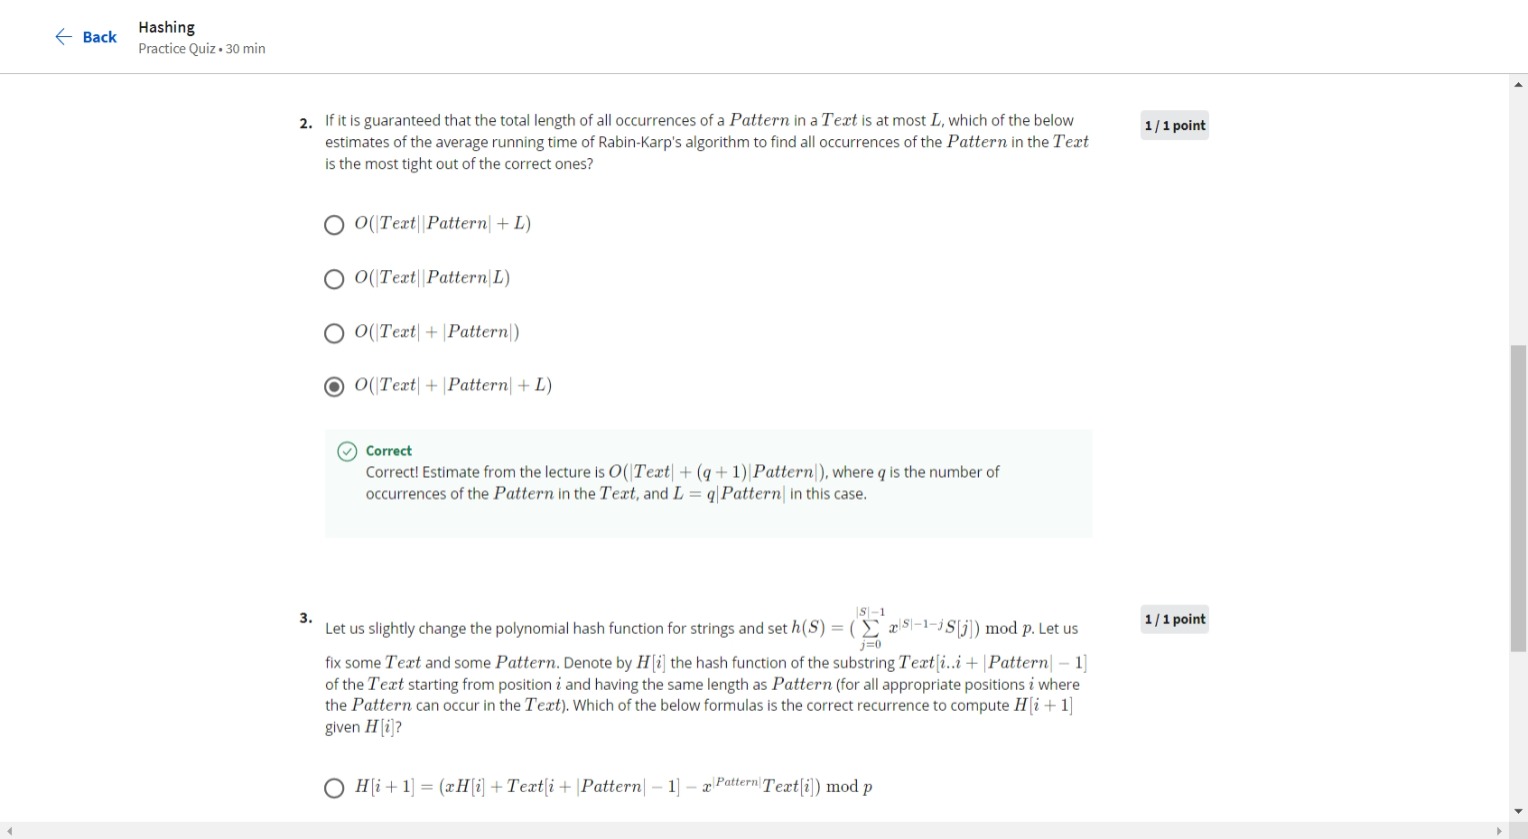 Back
Hashing
Practice Quiz • 30 min
2. If it is guaranteed that the total length of all occurrences of a Pattern in a Text is at most L, which of the below
estimates of the average running time of Rabin-Karp's algorithm to find all occurrences of the Pattern in the Text
is the most tight out of the correct ones?
1 / 1 point
O(|Text||Pattern| + L)
O(|Text||Pattern|L)
O(|Text| + |Pattern|)
O(|Text| + |Pattern| + L)
Correct
Correct! Estimate from the lecture is O(|Text| + (q + 1)|Pattern|), where q is the number of
occurrences of the Pattern in the Text, and L = q|Pattern| in this case.
3. Let us slightly change the polynomial hash function for strings and set h(S) = (∑_{j=0}^{|S|−1} x^{|S|−1−j}S[j]) mod p. Let us
fix some Text and some Pattern. Denote by H[i] the hash function of the substring Text[i..i + |Pattern| − 1]
of the Text starting from position i and having the same length as Pattern (for all appropriate positions i where
the Pattern can occur in the Text). Which of the below formulas is the correct recurrence to compute H[i + 1]
given H[i]?
1 / 1 point
H[i + 1] = (xH[i] + Text[i + |Pattern| − 1] − x^{|Pattern|}Text[i]) mod p